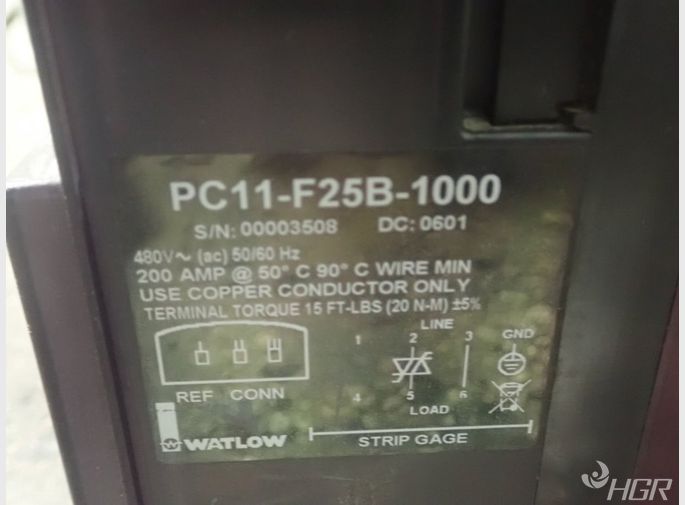 PC11-F25B-1000
S/N: 00003508 DC: 0601
480V~ (ac) 50/60 Hz
200 AMP @ 50° C 90° C WIRE MIN
USE COPPER CONDUCTOR ONLY
TERMINAL TORQUE 15 FT-LBS (20 N-M) ±5%
LINE
1 2 3 GND
4 5 6
LOAD
REF CONN
WATLOW
STRIP GAGE
HGR